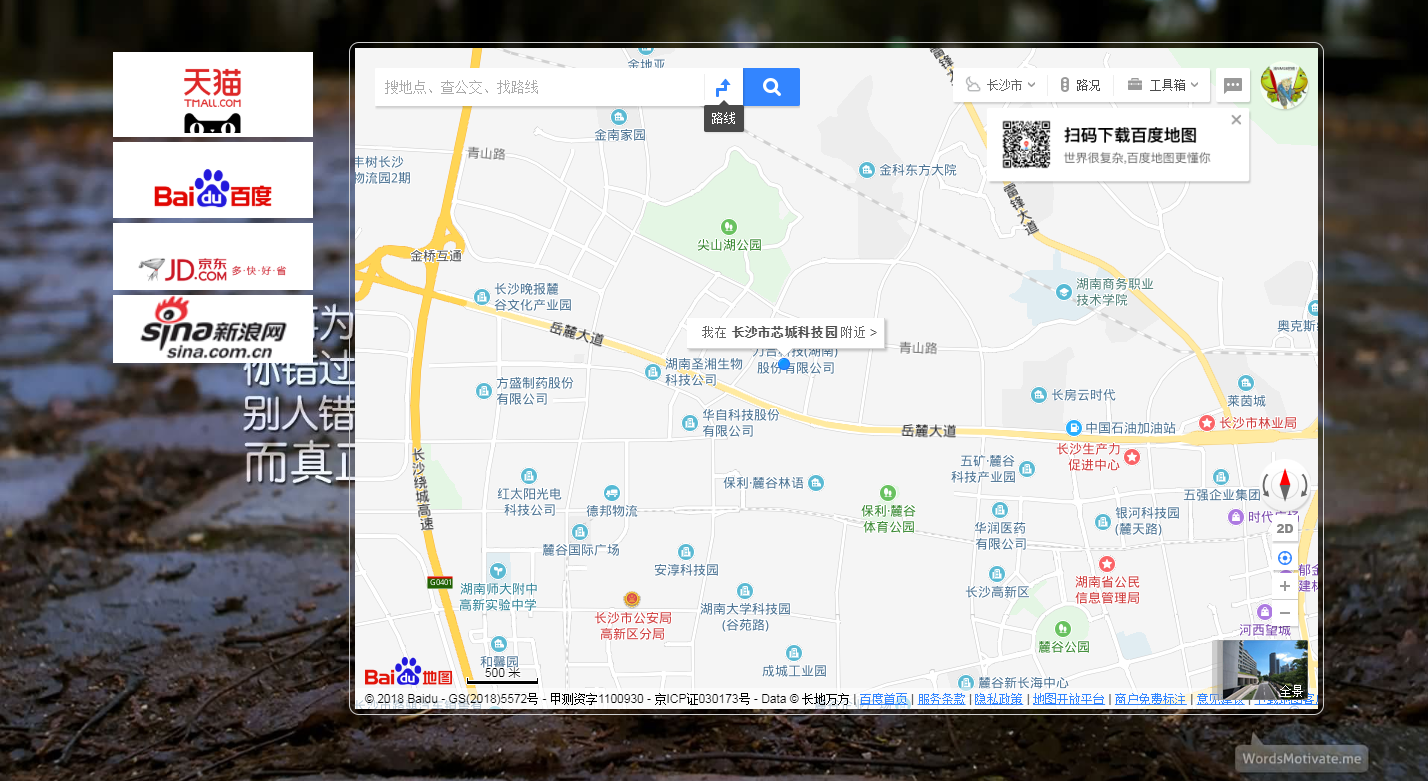 天猫
TMALL.COM
Bai du 百度
JD.COM 京东 多·快·好·省
sina 新浪网
sina.com.cn
你错过
别人错
而真正
搜地点、查公交、找路线
路线
长沙市
路况
工具箱
扫码下载百度地图
世界很复杂,百度地图更懂你
金地亚
金南家园
青山路
丰树长沙
物流园2期
金科东方大院
雷锋大道
尖山湖公园
金桥互通
长沙晚报麓
谷文化产业园
湖南商务职业
技术学院
岳麓大道
我在 长沙市芯城科技园 附近 >
股份有限公司
青山路
湖南圣湘生物
科技公司
方盛制药股份
有限公司
长房云时代
莱茵城
华自科技股份
有限公司
岳麓大道
中国石油加油站
长沙市林业局
长沙生产力
促进中心
长沙绕城高速
五矿·麓谷
科技产业园
保利·麓谷林语
红太阳光电
科技公司
德邦物流
保利·麓谷
体育公园
五强企业集团
银河科技园
(麓天路)
华润医药
有限公司
麓谷国际广场
2D
安淳科技园
G0401
湖南师大附中
高新实验中学
长沙高新区
湖南省公民
信息管理局
长沙市公安局
高新区分局
湖南大学科技园
(谷苑路)
河西望城
麓谷公园
和馨园
成城工业园
Bai du 地图
500 米
麓谷新长海中心
全景
© 2018 Baidu - GS(2018)5572号 - 甲测资字1100930 - 京ICP证030173号 - Data © 长地万方 | 百度首页 | 服务条款 | 隐私政策 | 地图开放平台 | 商户免费标注 |
WordsMotivate.me